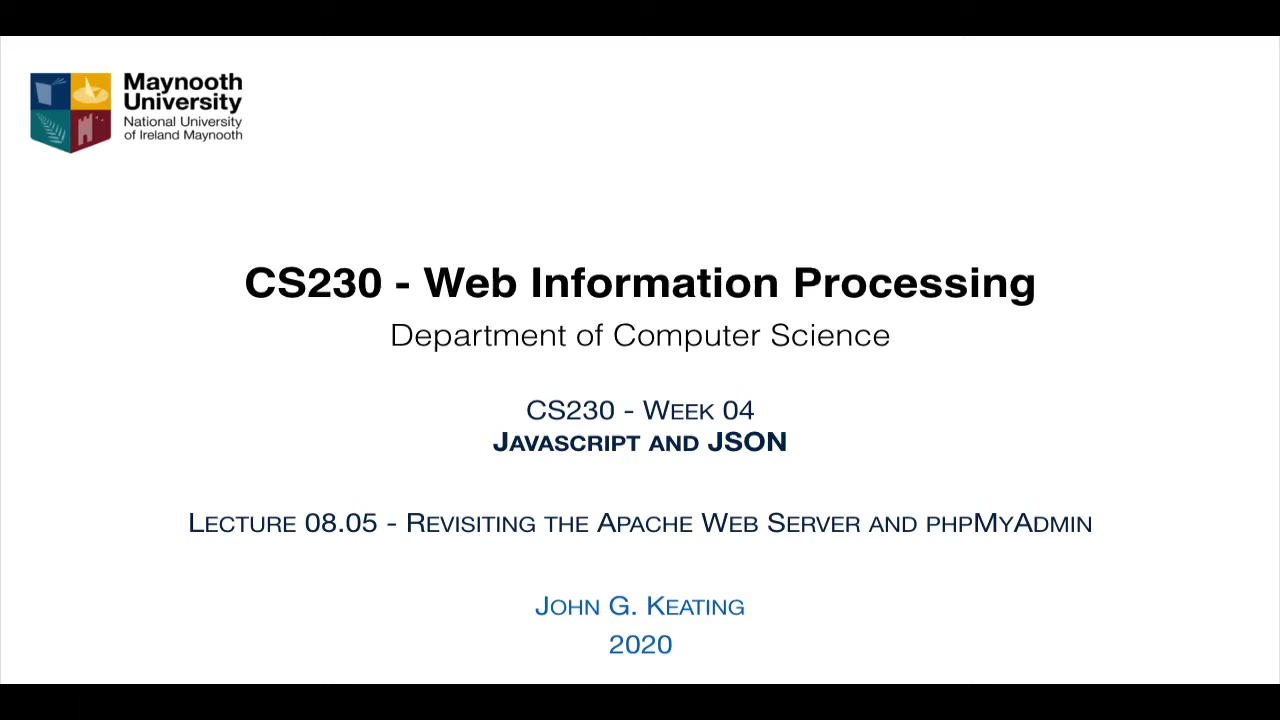 Maynooth
University
National University
of Ireland Maynooth
CS230 - Web Information Processing
Department of Computer Science
CS230 - Week 04
Javascript and JSON
Lecture 08.05 - Revisiting the Apache Web Server and phpMyAdmin
John G. Keating
2020